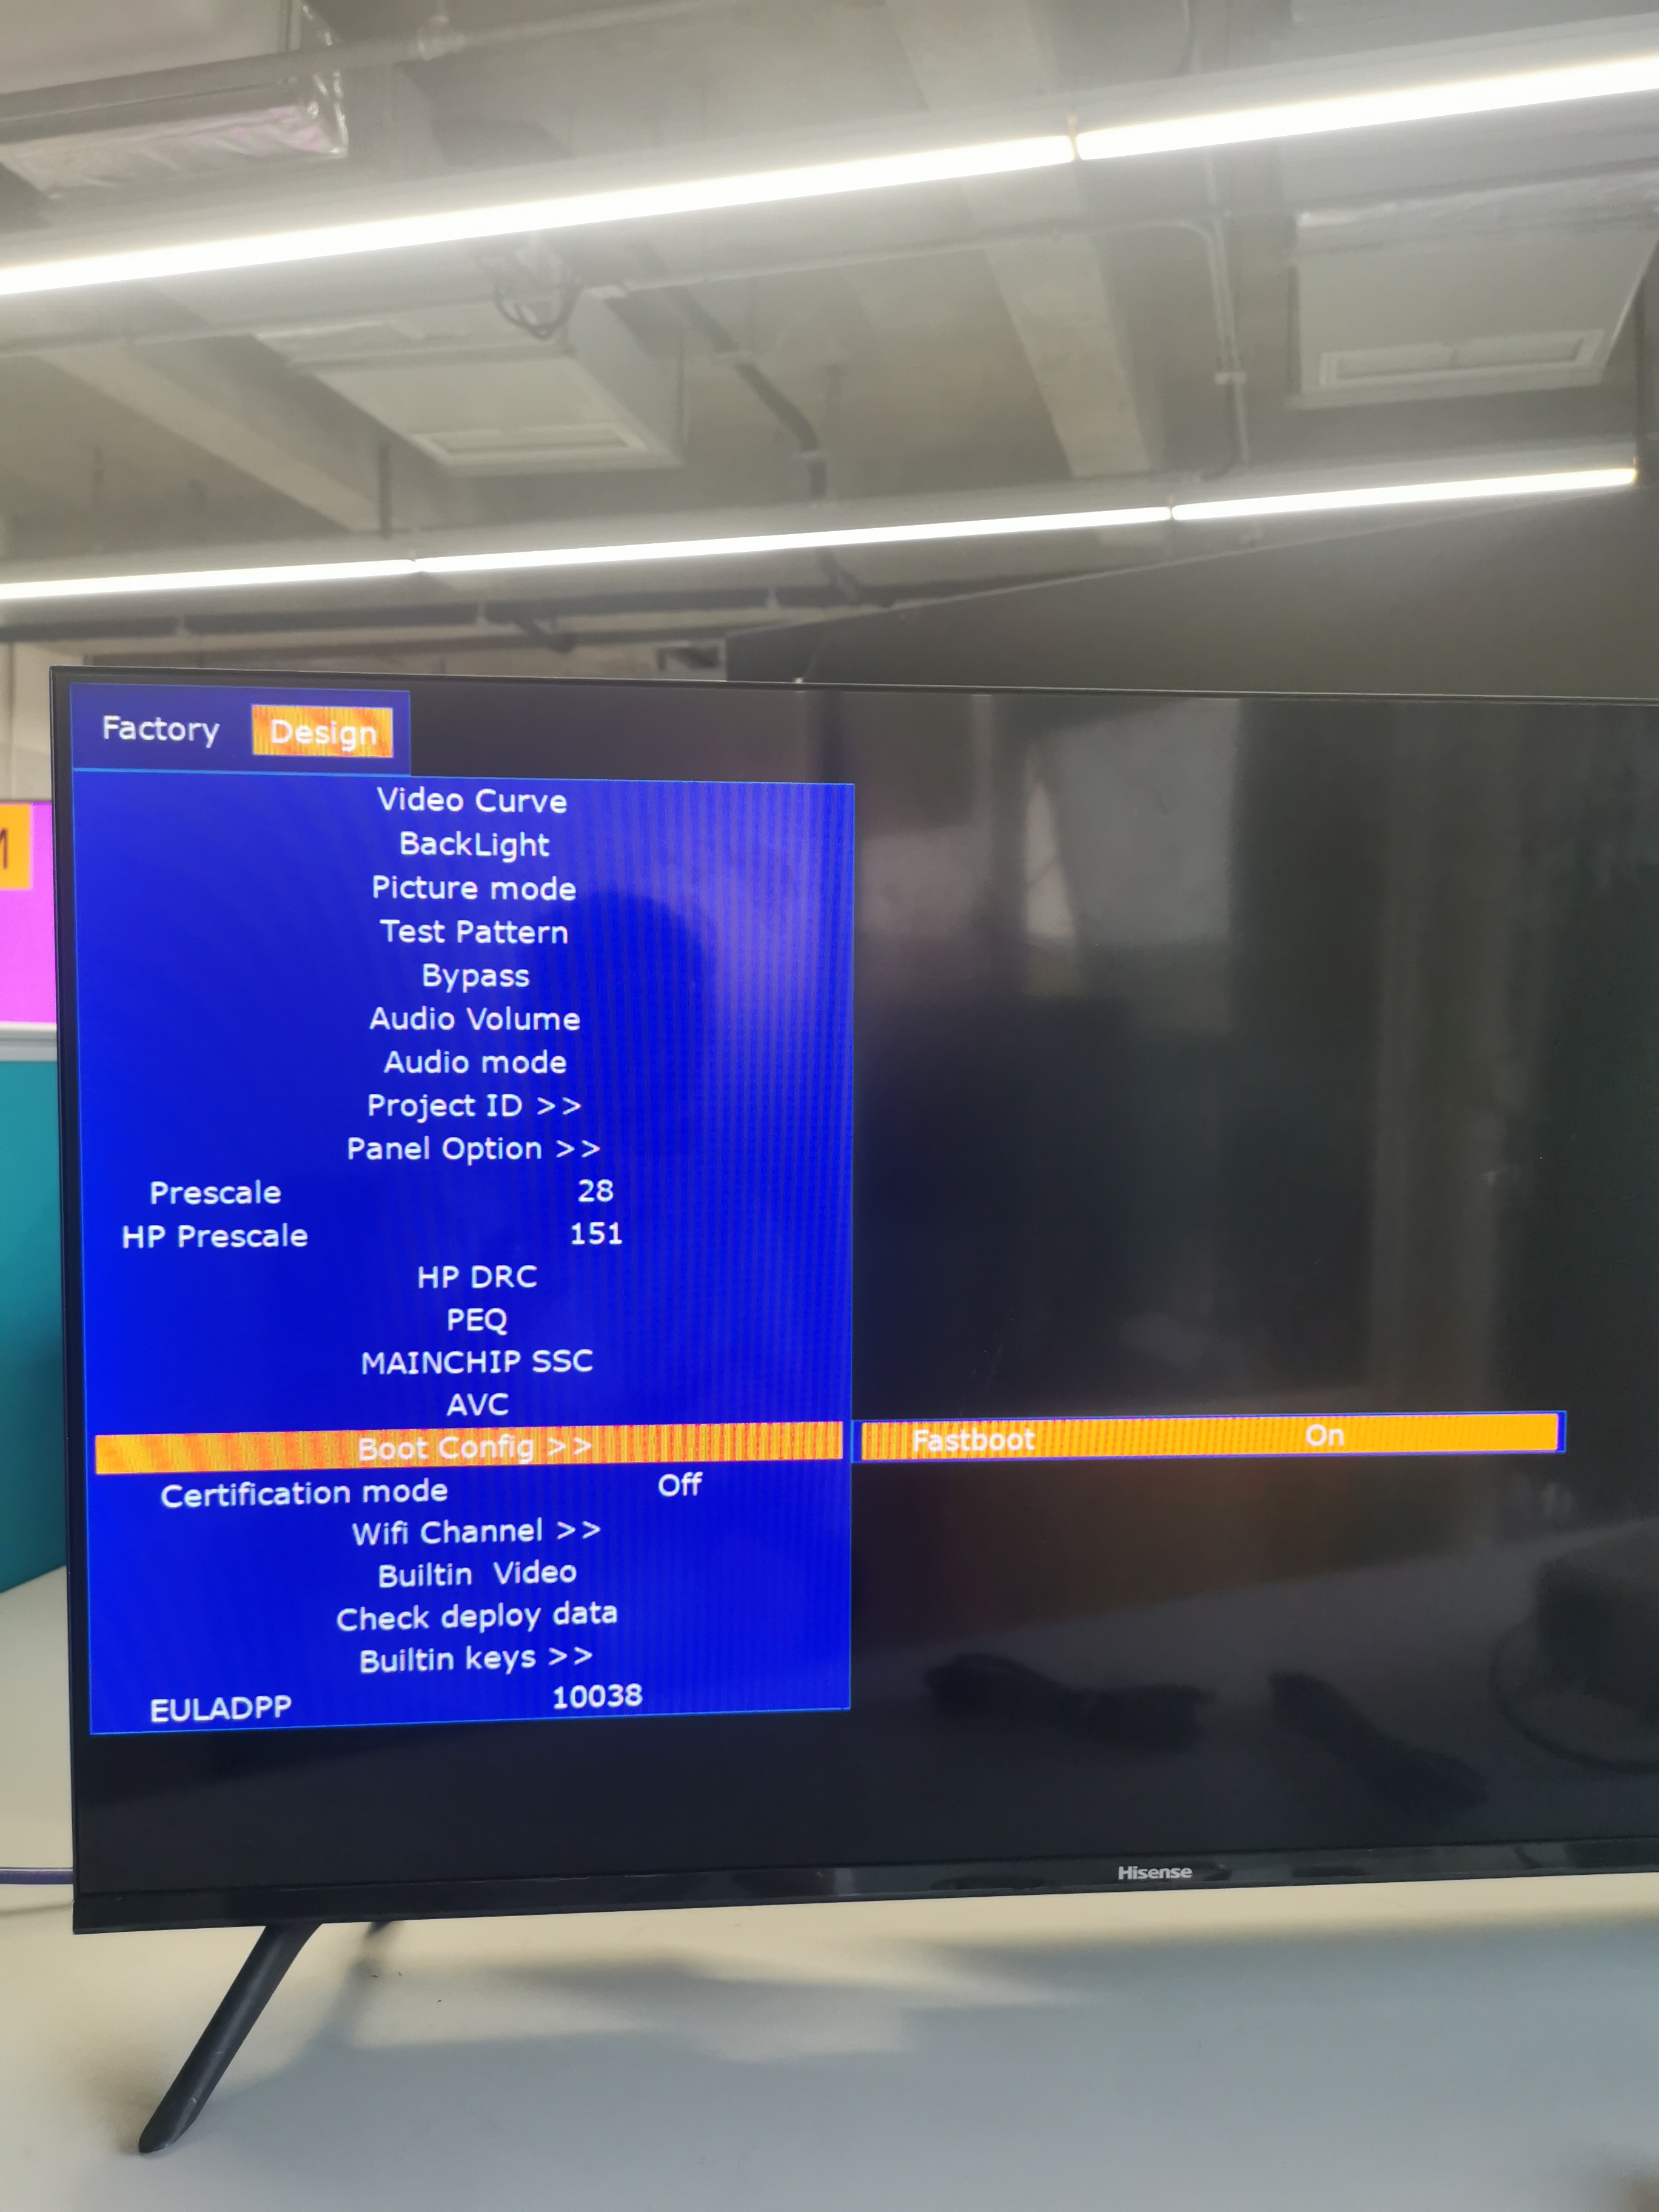 Factory Design
Video Curve
BackLight
Picture mode
Test Pattern
Bypass
Audio Volume
Audio mode
Project ID >>
Panel Option >>
Prescale 28
HP Prescale 151
HP DRC
PEQ
MAINCHIP SSC
AVC
Boot Config >> Fastboot On
Certification mode Off
Wifi Channel >>
Builtin Video
Check deploy data
Builtin keys >>
EULADPP 10038
Hisense